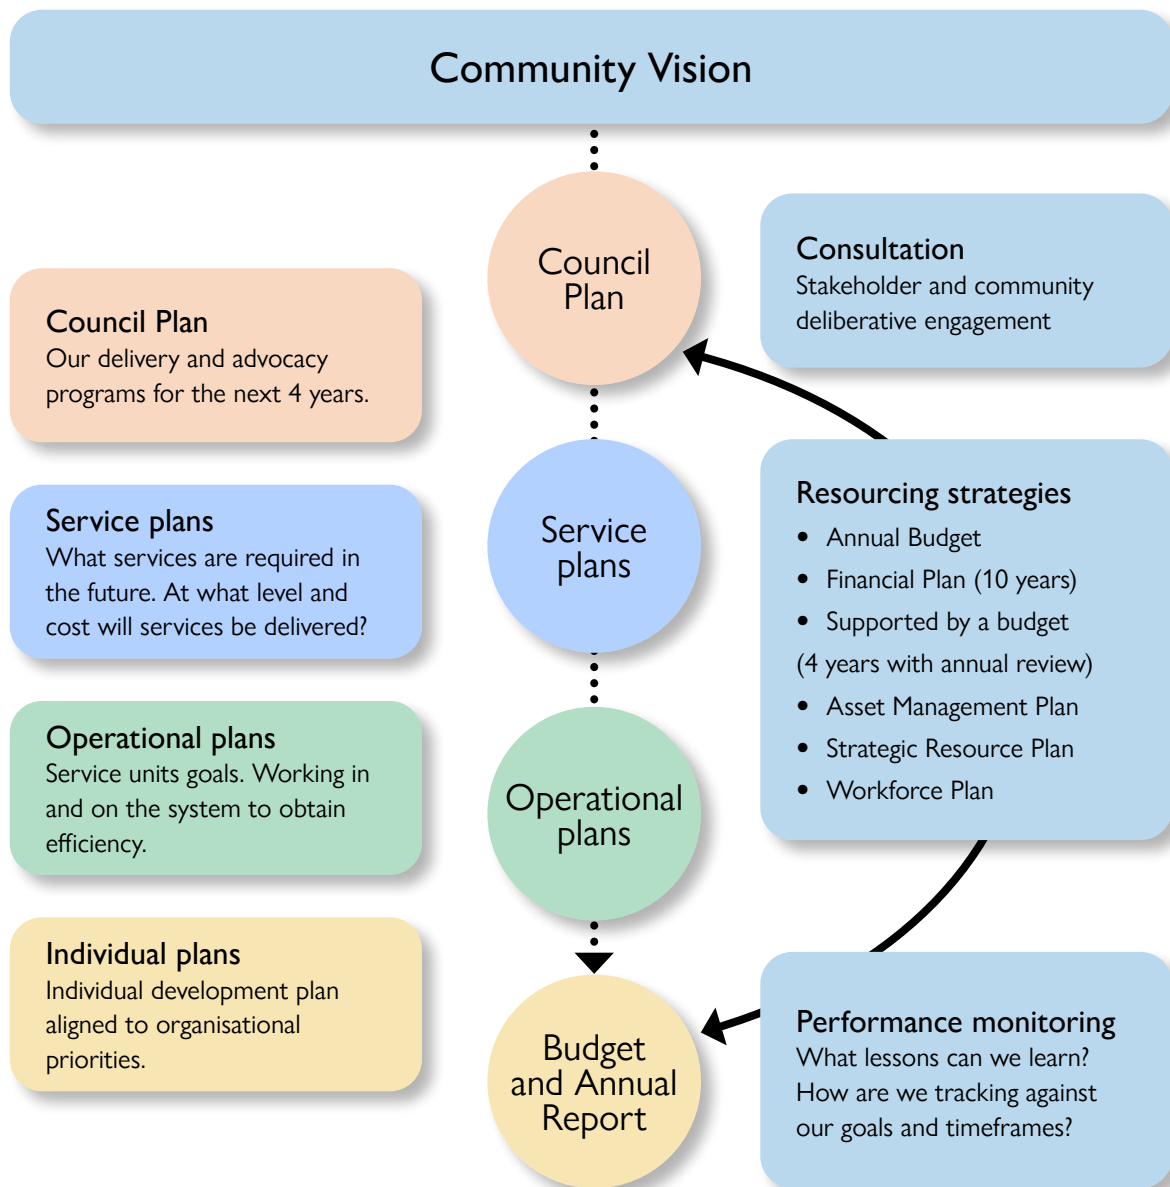 Community Vision
Council
Plan
Service
plans
Operational
plans
Budget
and Annual
Report
Council Plan
Our delivery and advocacy
programs for the next 4 years.
Service plans
What services are required in
the future. At what level and
cost will services be delivered?
Operational plans
Service units goals. Working in
and on the system to obtain
efficiency.
Individual plans
Individual development plan
aligned to organisational
priorities.
Consultation
Stakeholder and community
deliberative engagement
Resourcing strategies
• Annual Budget
• Financial Plan (10 years)
• Supported by a budget
(4 years with annual review)
• Asset Management Plan
• Strategic Resource Plan
• Workforce Plan
Performance monitoring
What lessons can we learn?
How are we tracking against
our goals and timeframes?